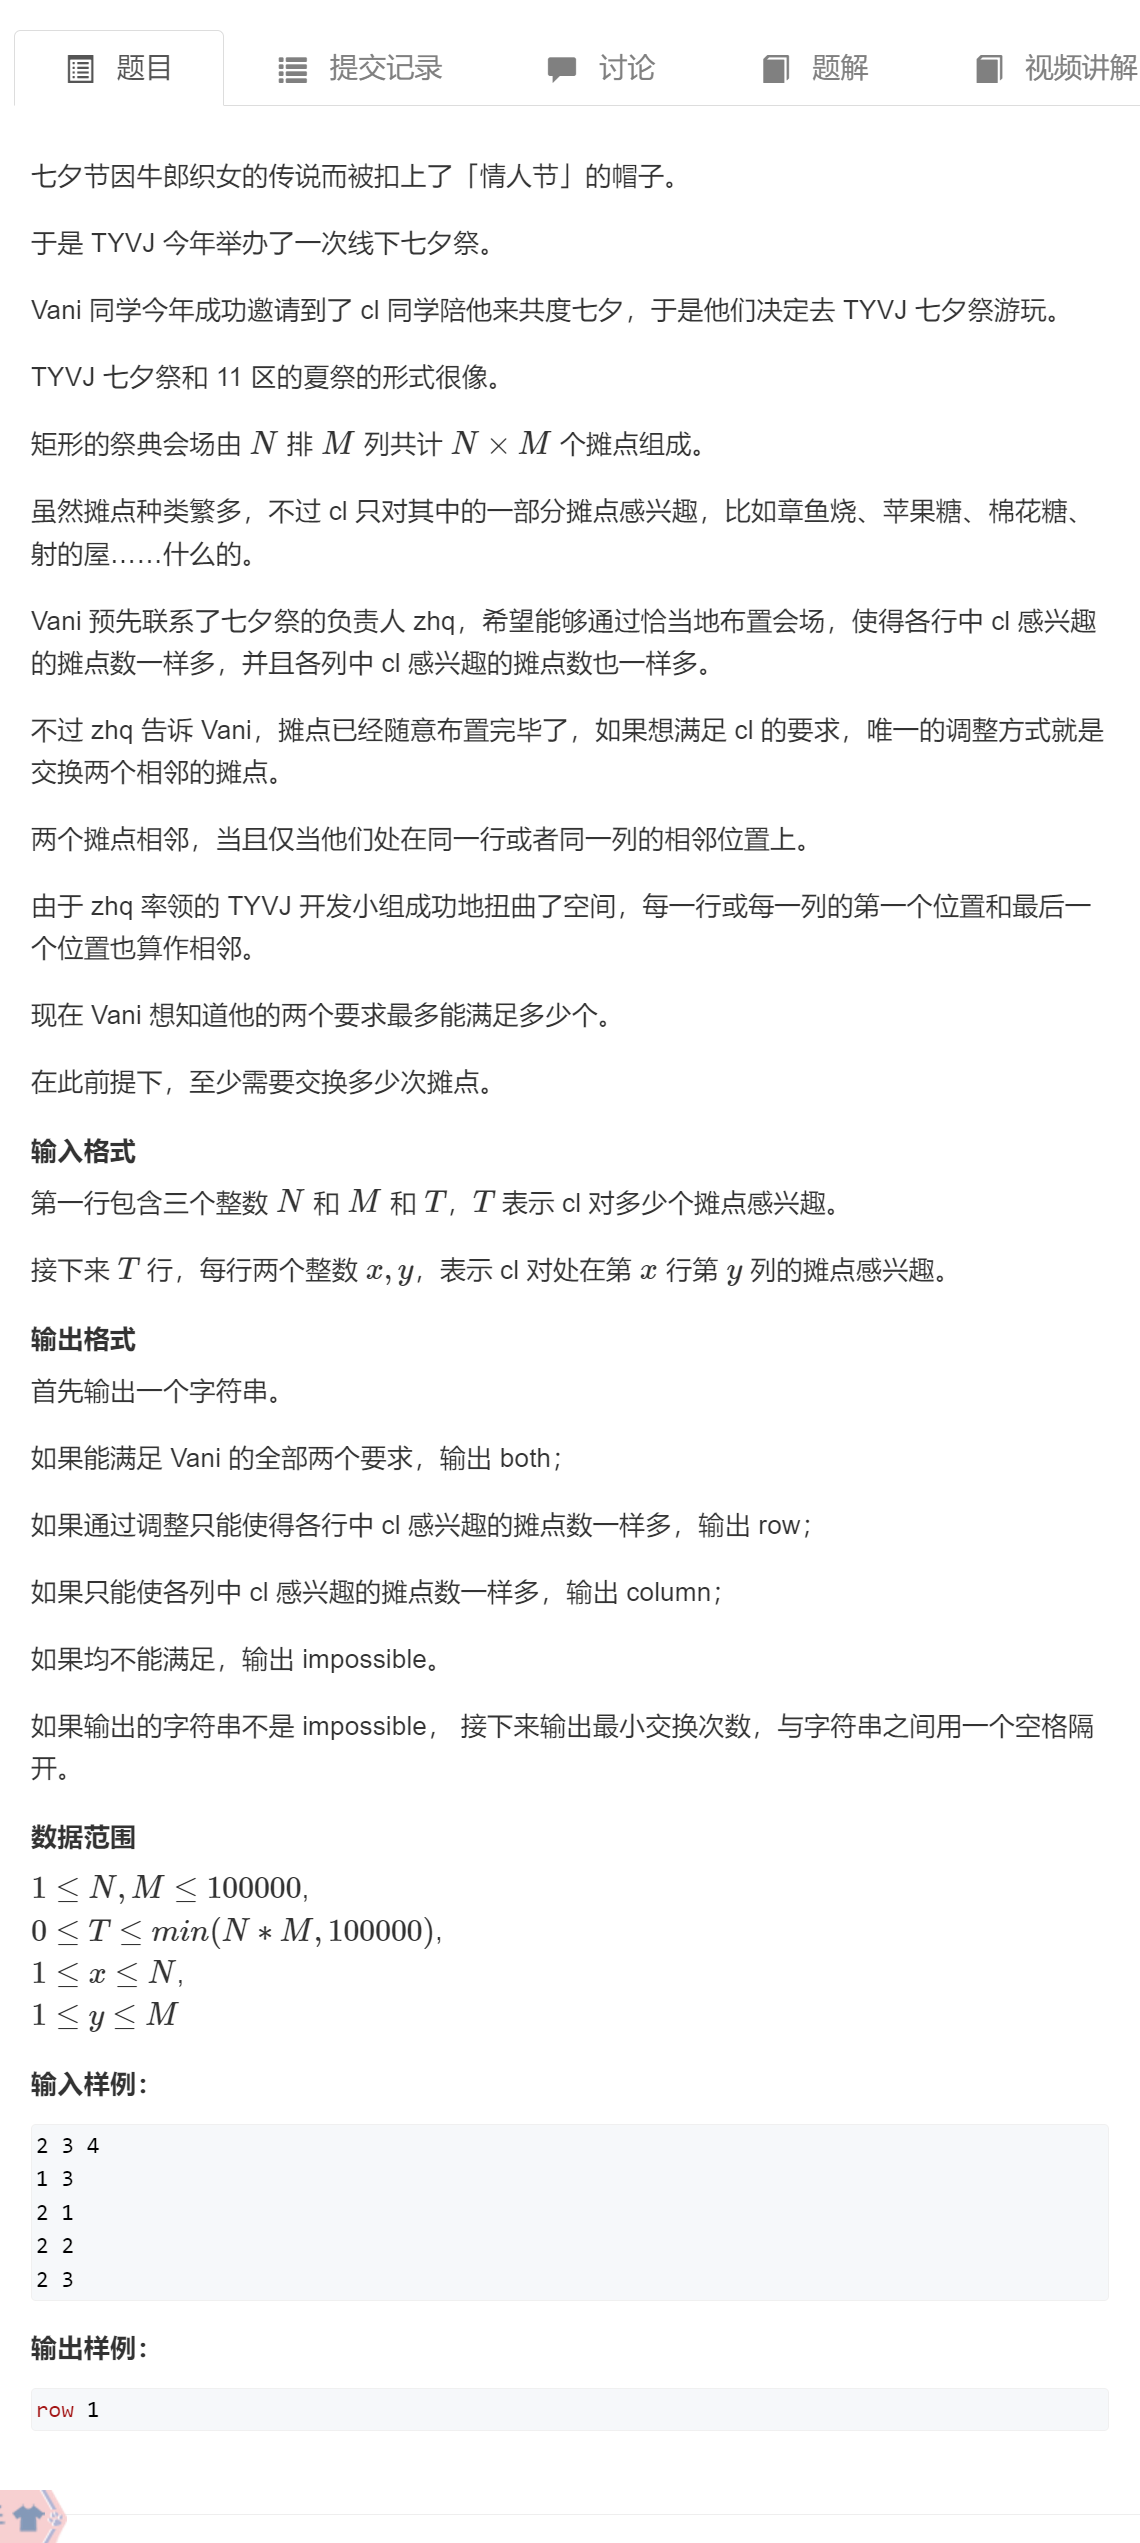 题目 提交记录 讨论 题解 视频讲解
七夕节因牛郎织女的传说而被扣上了「情人节」的帽子。
于是 TYVJ 今年举办了一次线下七夕祭。
Vani 同学今年成功邀请到了 cl 同学陪他来共度七夕，于是他们决定去 TYVJ 七夕祭游玩。
TYVJ 七夕祭和 11 区的夏祭的形式很像。
矩形的祭典会场由 N 排 M 列共计 N × M 个摊点组成。
虽然摊点种类繁多，不过 cl 只对其中的一部分摊点感兴趣，比如章鱼烧、苹果糖、棉花糖、
射的屋……什么的。
Vani 预先联系了七夕祭的负责人 zhq，希望能够通过恰当地布置会场，使得各行中 cl 感兴趣
的摊点数一样多，并且各列中 cl 感兴趣的摊点数也一样多。
不过 zhq 告诉 Vani，摊点已经随意布置完毕了，如果想满足 cl 的要求，唯一的调整方式就是
交换两个相邻的摊点。
两个摊点相邻，当且仅当他们处在同一行或者同一列的相邻位置上。
由于 zhq 率领的 TYVJ 开发小组成功地扭曲了空间，每一行或每一列的第一个位置和最后一
个位置也算作相邻。
现在 Vani 想知道他的两个要求最多能满足多少个。
在此前提下，至少需要交换多少次摊点。
输入格式
第一行包含三个整数 N 和 M 和 T，T 表示 cl 对多少个摊点感兴趣。
接下来 T 行，每行两个整数 x, y，表示 cl 对处在第 x 行第 y 列的摊点感兴趣。
输出格式
首先输出一个字符串。
如果能满足 Vani 的全部两个要求，输出 both；
如果通过调整只能使得各行中 cl 感兴趣的摊点数一样多，输出 row；
如果只能使各列中 cl 感兴趣的摊点数一样多，输出 column；
如果均不能满足，输出 impossible。
如果输出的字符串不是 impossible， 接下来输出最小交换次数，与字符串之间用一个空格隔
开。
数据范围
1 ≤ N, M ≤ 100000,
0 ≤ T ≤ min(N ∗ M, 100000),
1 ≤ x ≤ N,
1 ≤ y ≤ M
输入样例：
2 3 4
1 3
2 1
2 2
2 3
输出样例：
row 1